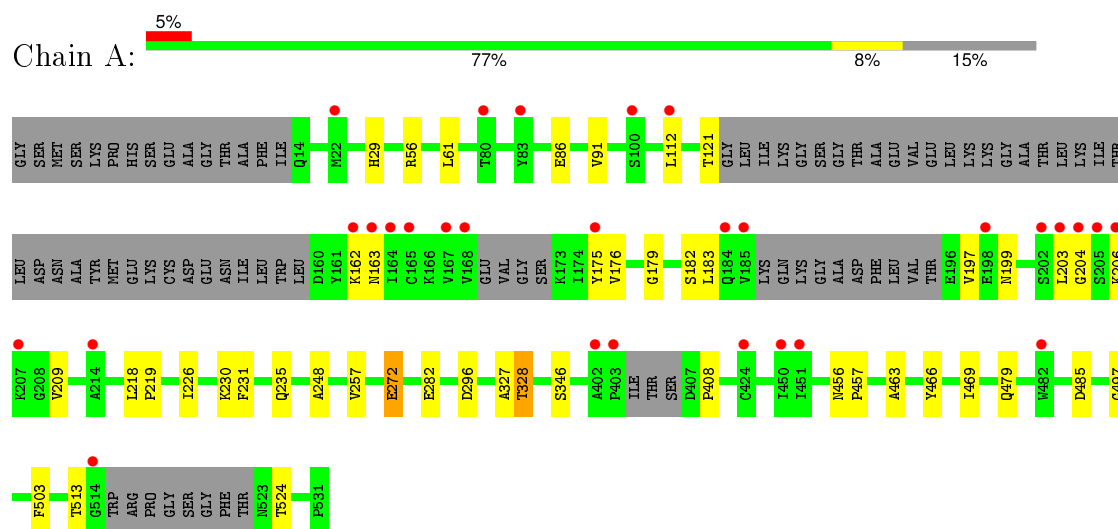 5%
Chain A:
77% 8% 15%
GLY SER MET SER LYS PRO HIS SER GLU ALA GLY THR ALA PHE ILE Q14 M22 H29 R56 L61 T80 Y83 E86 V91 S100 L112 T121 GLY LEU ILE LYS GLY SER GLY THR ALA GLU VAL GLU LEU LYS LYS GLY ALA THR LEU LYS ILE THR
LEU ASP ASN ALA TYR MET GLU LYS CYS ASP GLU ASN ILE LEU TRP LEU D160 Y161 K162 N163 I164 C165 K166 V167 V168 GLU VAL GLY SER K173 I174 Y175 V176 G179 S182 L183 Q184 V185 LYS GLN LYS GLY ALA ASP PHE LEU VAL THR E196 V197 E198 N199 S202 L203 G204 S205 K206
K207 G208 V209 A214 L218 P219 I226 K230 F231 Q235 A248 V257 E272 E282 D296 A327 T328 S346 A402 P403 ILE THR SER D407 P408 C424 I450 I451 N456 P457 A463 Y466 I469 Q479 W482 D485
F503 T513 G514 TRP ARG PRO GLY SER GLY PHE THR N523 T524 P531